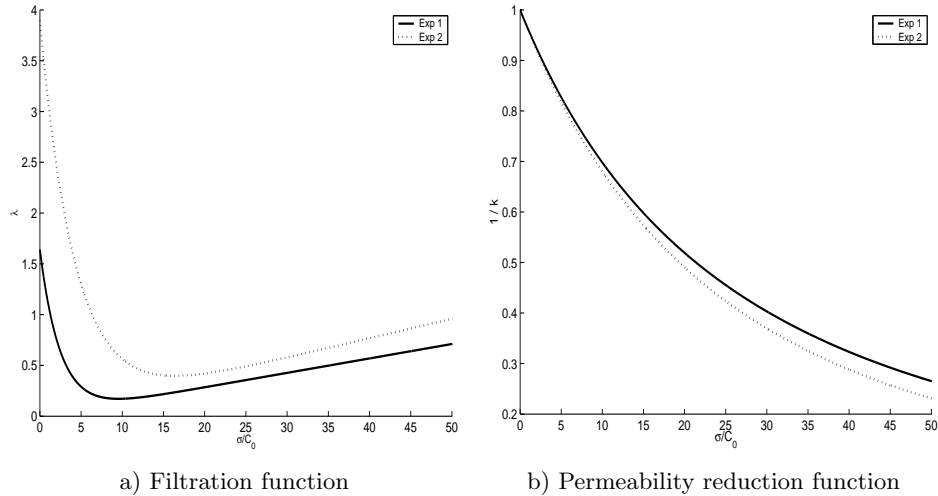 4
3.5
3
2.5
2
1.5
1
0.5
0
λ
0 5 10 15 20 25 30 35 40 45 50
σ/C0
Exp 1
Exp 2
a) Filtration function
1
0.9
0.8
0.7
0.6
0.5
0.4
0.3
0.2
1 / k
0 5 10 15 20 25 30 35 40 45 50
σ/C0
Exp 1
Exp 2
b) Permeability reduction function